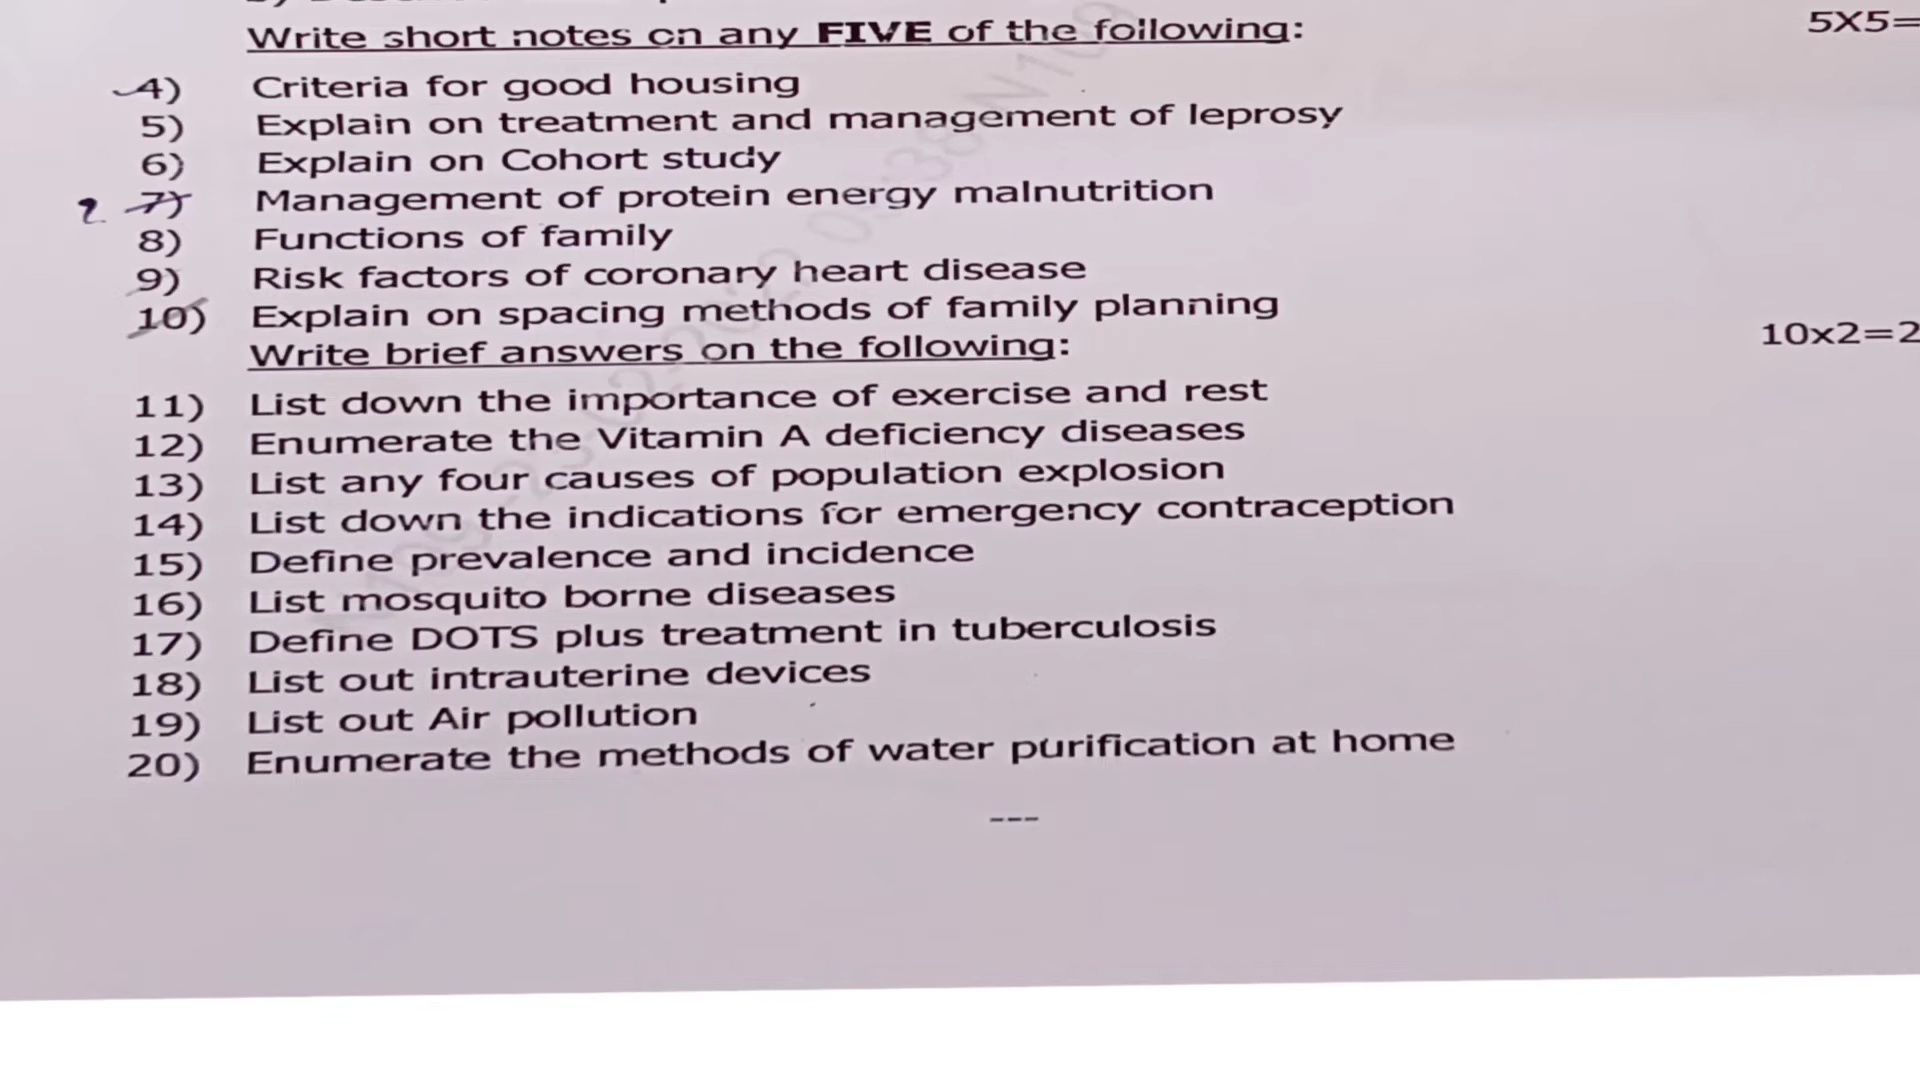 Write short notes on any FIVE of the following: 5X5=
4) Criteria for good housing
5) Explain on treatment and management of leprosy
6) Explain on Cohort study
2 7) Management of protein energy malnutrition
8) Functions of family
9) Risk factors of coronary heart disease
10) Explain on spacing methods of family planning
Write brief answers on the following: 10x2=2
11) List down the importance of exercise and rest
12) Enumerate the Vitamin A deficiency diseases
13) List any four causes of population explosion
14) List down the indications for emergency contraception
15) Define prevalence and incidence
16) List mosquito borne diseases
17) Define DOTS plus treatment in tuberculosis
18) List out intrauterine devices
19) List out Air pollution
20) Enumerate the methods of water purification at home
---